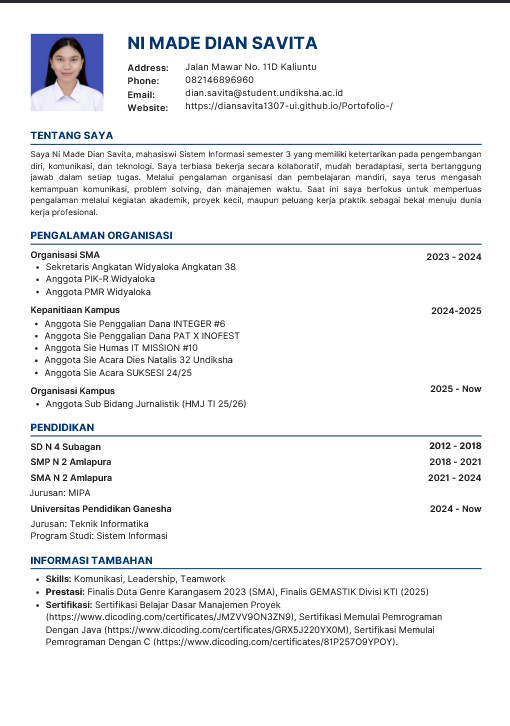 NI MADE DIAN SAVITA
Address: Jalan Mawar No. 11D Kaliuntu
Phone: 082146896960
Email: dian.savita@student.undiksha.ac.id
Website: https://diansavita1307-ui.github.io/Portofolio-/
TENTANG SAYA
Saya Ni Made Dian Savita, mahasiswi Sistem Informasi semester 3 yang memiliki ketertarikan pada pengembangan
diri, komunikasi, dan teknologi. Saya terbiasa bekerja secara kolaboratif, mudah beradaptasi, serta bertanggung
jawab dalam setiap tugas. Melalui pengalaman organisasi dan pembelajaran mandiri, saya terus mengasah
kemampuan komunikasi, problem solving, dan manajemen waktu. Saat ini saya berfokus untuk memperluas
pengalaman melalui kegiatan akademik, proyek kecil, maupun peluang kerja praktik sebagai bekal menuju dunia
kerja profesional.
PENGALAMAN ORGANISASI
Organisasi SMA 2023 - 2024
• Sekretaris Angkatan Widyaloka Angkatan 38
• Anggota PIK-R Widyaloka
• Anggota PMR Widyaloka
Kepanitiaan Kampus 2024-2025
• Anggota Sie Penggalian Dana INTEGER #6
• Anggota Sie Penggalian Dana PAT X INOFEST
• Anggota Sie Humas IT MISSION #10
• Anggota Sie Acara Dies Natalis 32 Undiksha
• Anggota Sie Acara SUKSESI 24/25
Organisasi Kampus 2025 - Now
• Anggota Sub Bidang Jurnalistik (HMJ TI 25/26)
PENDIDIKAN
SD N 4 Subagan 2012 - 2018
SMP N 2 Amlapura 2018 - 2021
SMA N 2 Amlapura 2021 - 2024
Jurusan: MIPA
Universitas Pendidikan Ganesha 2024 - Now
Jurusan: Teknik Informatika
Program Studi: Sistem Informasi
INFORMASI TAMBAHAN
• Skills: Komunikasi, Leadership, Teamwork
• Prestasi: Finalis Duta Genre Karangasem 2023 (SMA), Finalis GEMASTIK Divisi KTI (2025)
• Sertifikasi: Sertifikasi Belajar Dasar Manajemen Proyek
(https://www.dicoding.com/certificates/JMZVV9ON3ZN9), Sertifikasi Memulai Pemrograman
Dengan Java (https://www.dicoding.com/certificates/GRX5J220YX0M), Sertifikasi Memulai
Pemrograman Dengan C (https://www.dicoding.com/certificates/81P257O9YPOY).